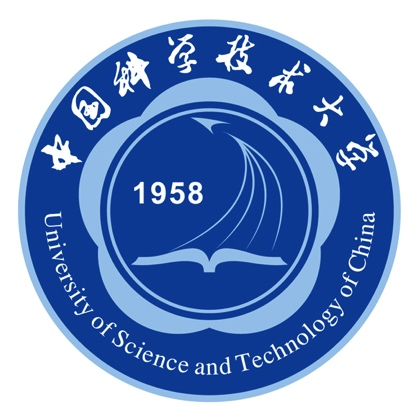 中国科学技术大学
1958
University of Science and Technology of China